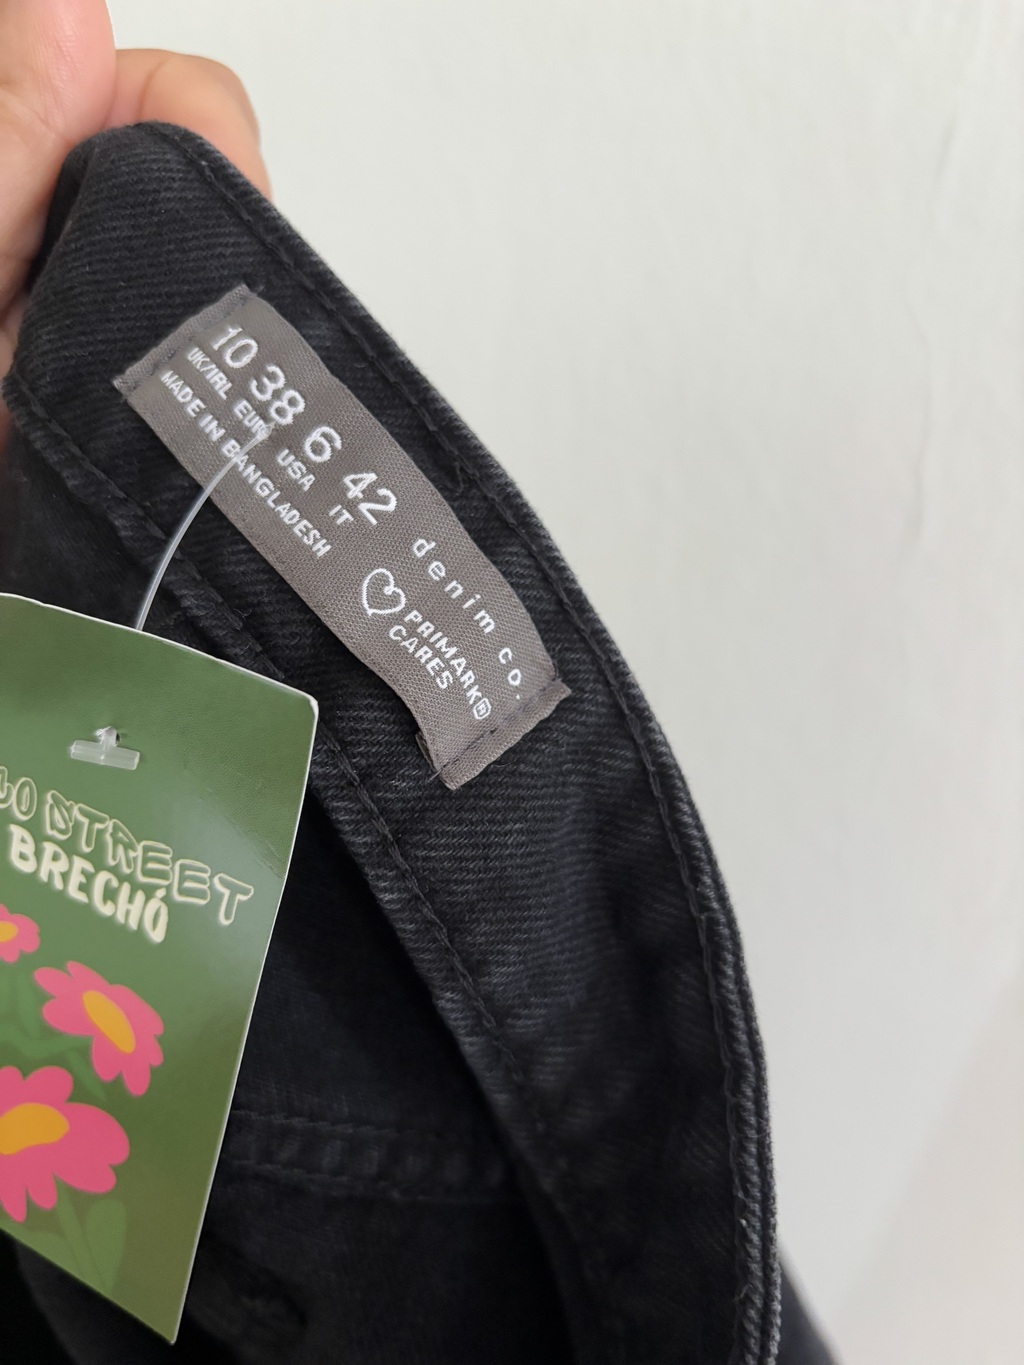 10 38 6 42
UK/IRL EUR USA IT
MADE IN BANGLADESH
denim co.
PRIMARK®
CARES
STREET
BRECHÓ